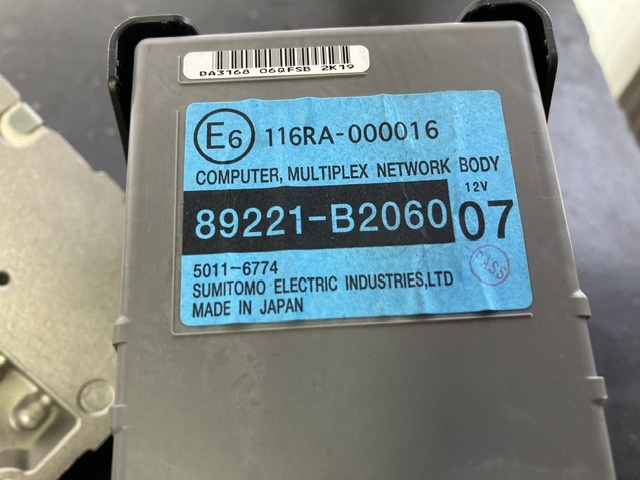 DA3168 06QFSB 2K19
E6 116RA-000016
COMPUTER, MULTIPLEX NETWORK BODY
12V
89221-B2060 07
5011-6774
PASS
SUMITOMO ELECTRIC INDUSTRIES,LTD
MADE IN JAPAN